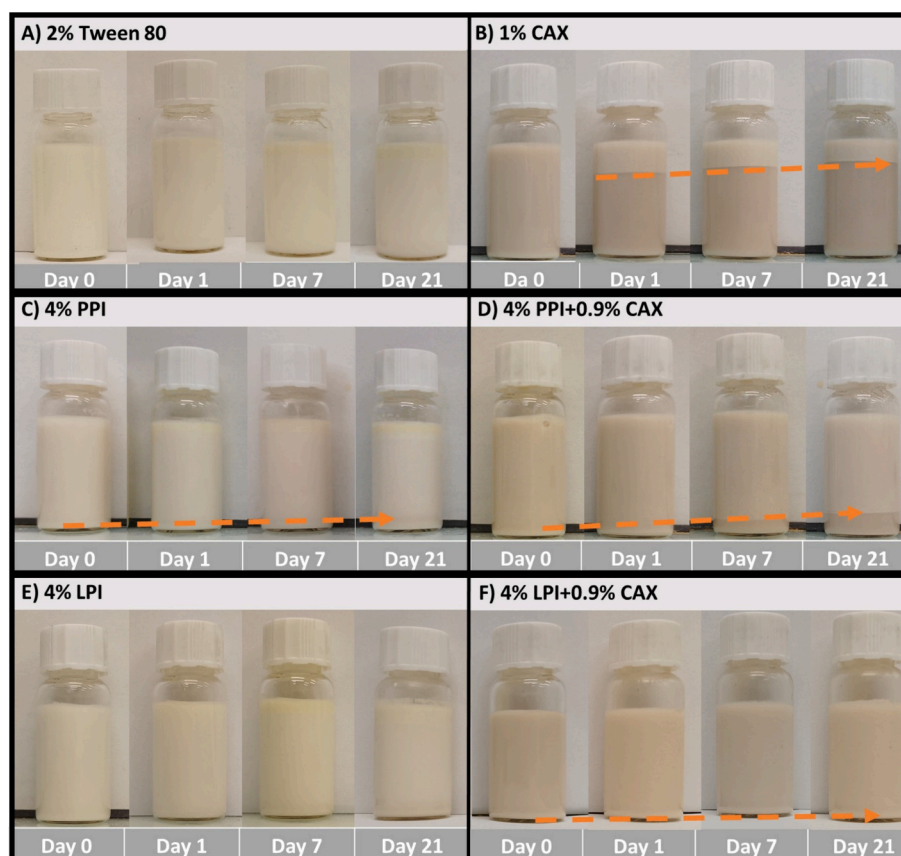 A) 2% Tween 80
B) 1% CAX
Day 0
Day 1
Day 7
Day 21
Da 0
Day 1
Day 7
Day 21
C) 4% PPI
D) 4% PPI+0.9% CAX
Day 0
Day 1
Day 7
Day 21
Day 0
Day 1
Day 7
Day 21
E) 4% LPI
F) 4% LPI+0.9% CAX
Day 0
Day 1
Day 7
Day 21
Day 0
Day 1
Day 7
Day 21